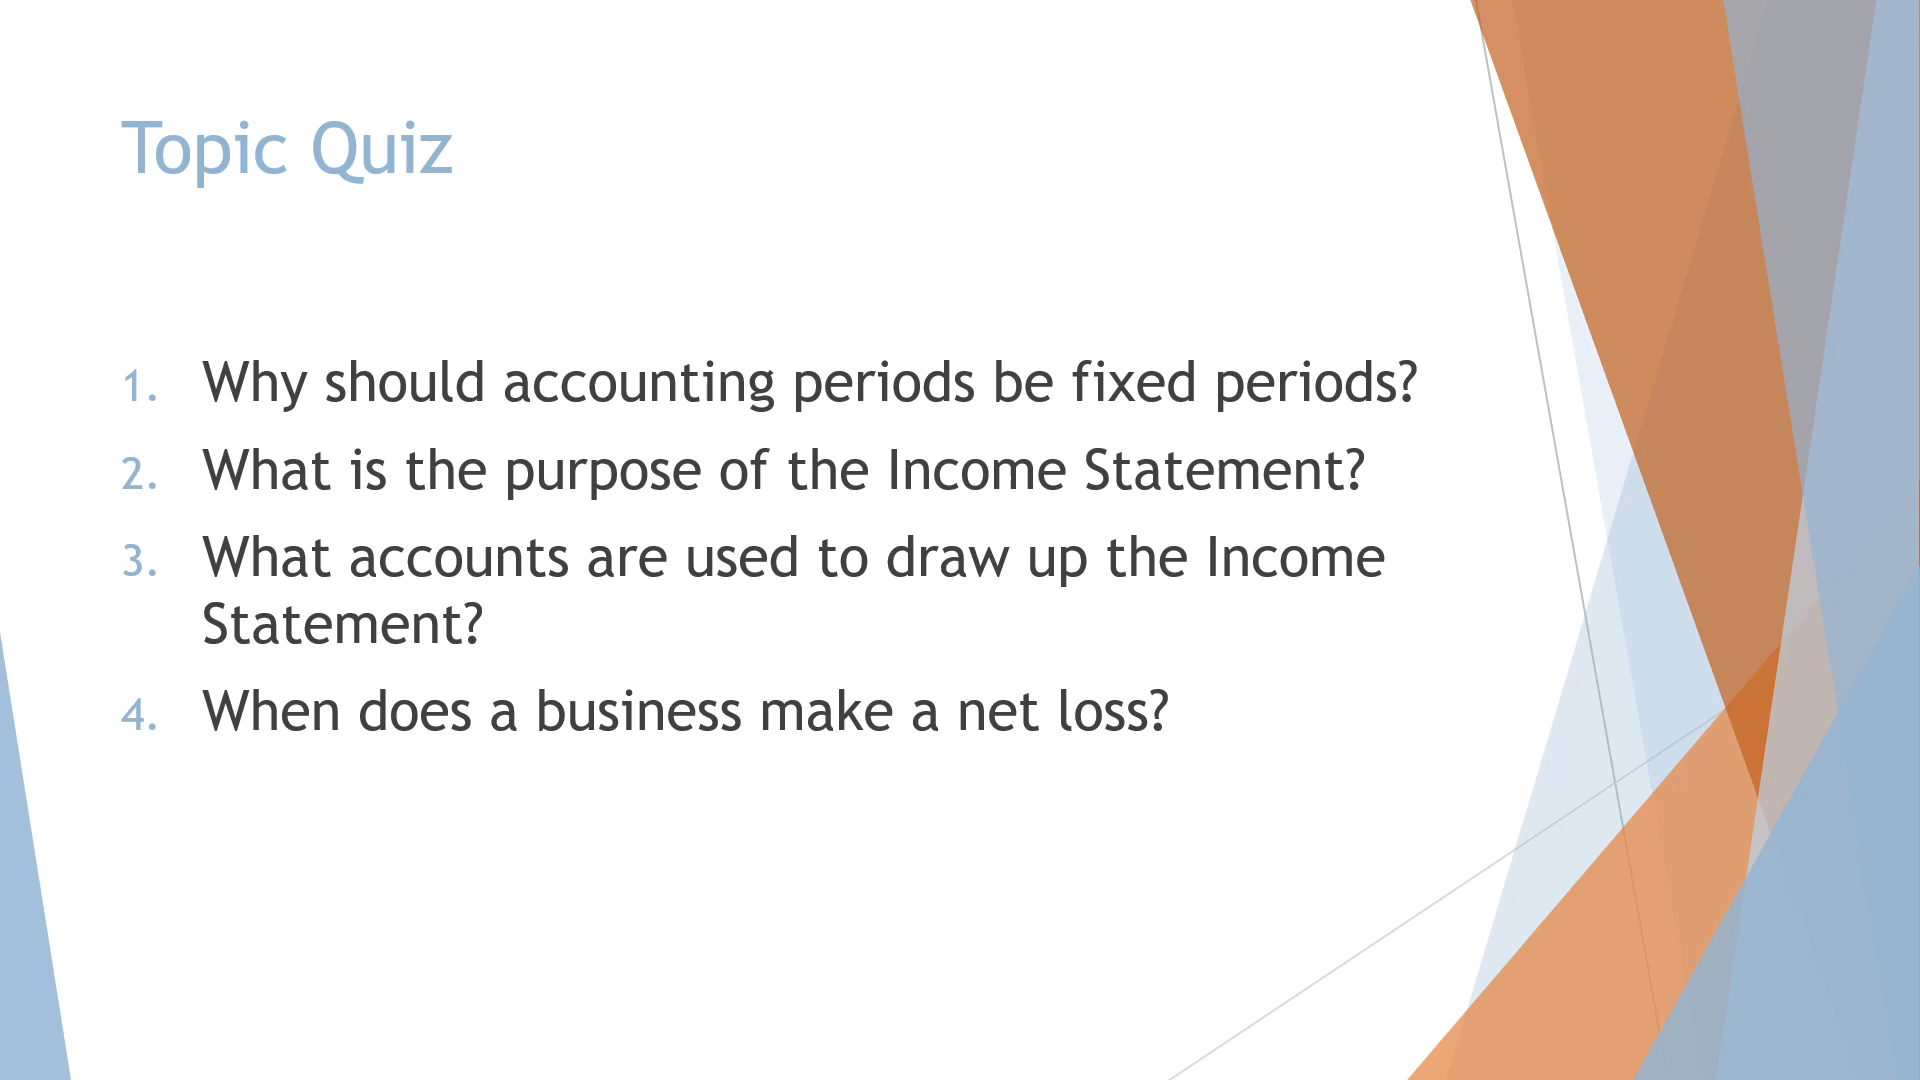 Topic Quiz
1. Why should accounting periods be fixed periods?
2. What is the purpose of the Income Statement?
3. What accounts are used to draw up the Income
Statement?
4. When does a business make a net loss?